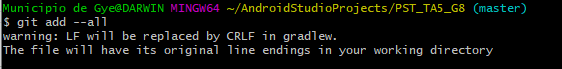 Municipio de Gye@DARWIN MINGW64 ~/AndroidStudioProjects/PST_TA5_G8 (master)
$ git add --all
warning: LF will be replaced by CRLF in gradlew.
The file will have its original line endings in your working directory